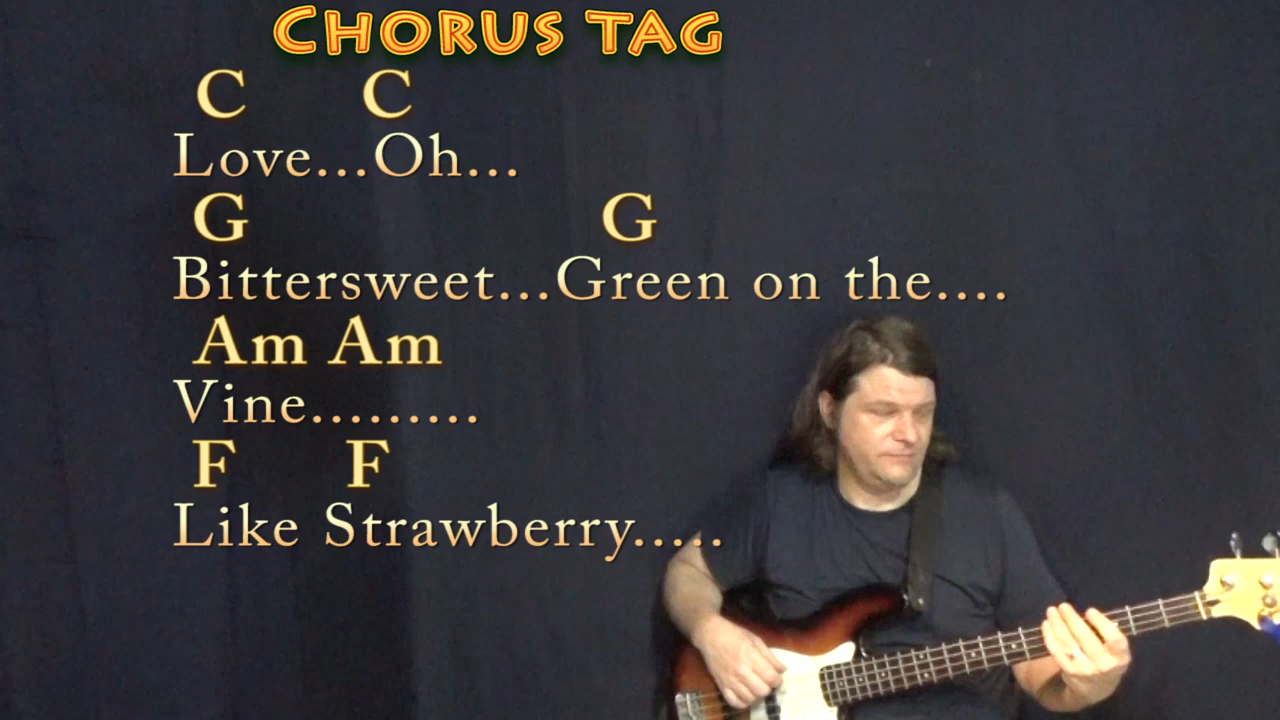 CHORUS TAG
C C
Love...Oh...
G G
Bittersweet...Green on the....
Am Am
Vine.........
F F
Like Strawberry.....